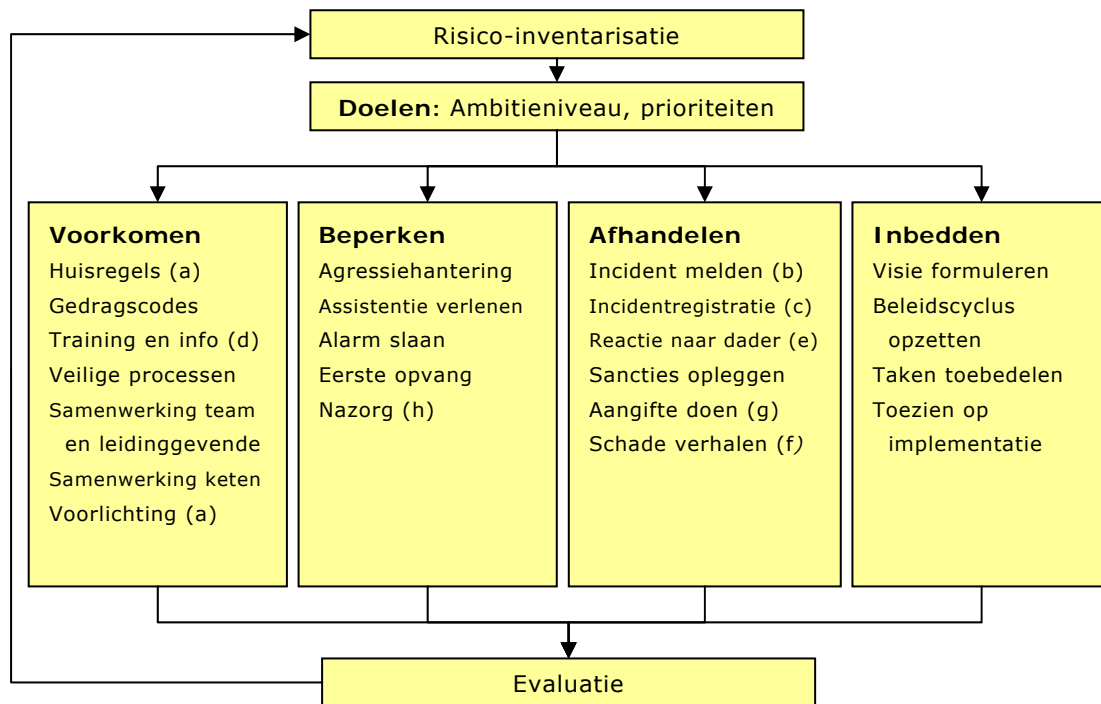 Risico-inventarisatie
Doelen: Ambitieniveau, prioriteiten
Voorkomen
Huisregels (a)
Gedragscodes
Training en info (d)
Veilige processen
Samenwerking team
en leidinggevende
Samenwerking keten
Voorlichting (a)
Beperken
Agressiehantering
Assistentie verlenen
Alarm slaan
Eerste opvang
Nazorg (h)
Afhandelen
Incident melden (b)
Incidentregistratie (c)
Reactie naar dader (e)
Sancties opleggen
Aangifte doen (g)
Schade verhalen (f)
Inbedden
Visie formuleren
Beleidscyclus
opzetten
Taken toebedelen
Toezien op
implementatie
Evaluatie